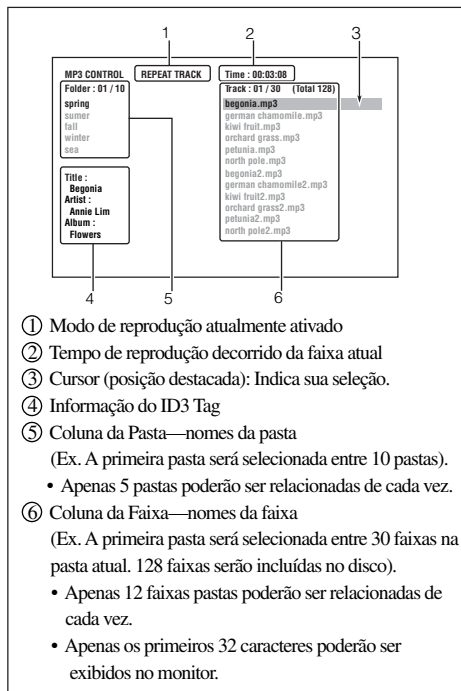 1 2 3
MP3 CONTROL REPEAT TRACK Time : 00:03:08
Folder : 01 / 10
spring
sumer
fall
winter
sea
Title :
Begonia
Artist :
Annie Lim
Album :
Flowers
Track : 01 / 30 (Total 128)
begonia.mp3
german chamomile.mp3
kiwi fruit.mp3
orchard grass.mp3
petunia.mp3
north pole.mp3
begonia2.mp3
german chamomile2.mp3
kiwi fruit2.mp3
orchard grass2.mp3
petunia2.mp3
north pole2.mp3
4 5 6
① Modo de reprodução atualmente ativado
② Tempo de reprodução decorrido da faixa atual
③ Cursor (posição destacada): Indica sua seleção.
④ Informação do ID3 Tag
⑤ Coluna da Pasta—nomes da pasta
(Ex. A primeira pasta será selecionada entre 10 pastas).
• Apenas 5 pastas poderão ser relacionadas de cada vez.
⑥ Coluna da Faixa—nomes da faixa
(Ex. A primeira pasta será selecionada entre 30 faixas na
pasta atual. 128 faixas serão incluídas no disco).
• Apenas 12 faixas pastas poderão ser relacionadas de
cada vez.
• Apenas os primeiros 32 caracteres poderão ser
exibidos no monitor.